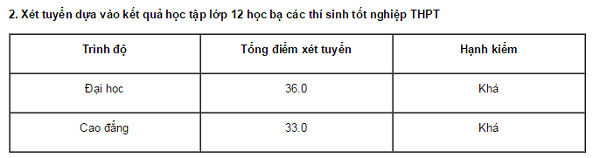 2. Xét tuyển dựa vào kết quả học tập lớp 12 học bạ các thí sinh tốt nghiệp THPT
Trình độ Tổng điểm xét tuyển Hạnh kiểm
Đại học 36.0 Khá
Cao đẳng 33.0 Khá